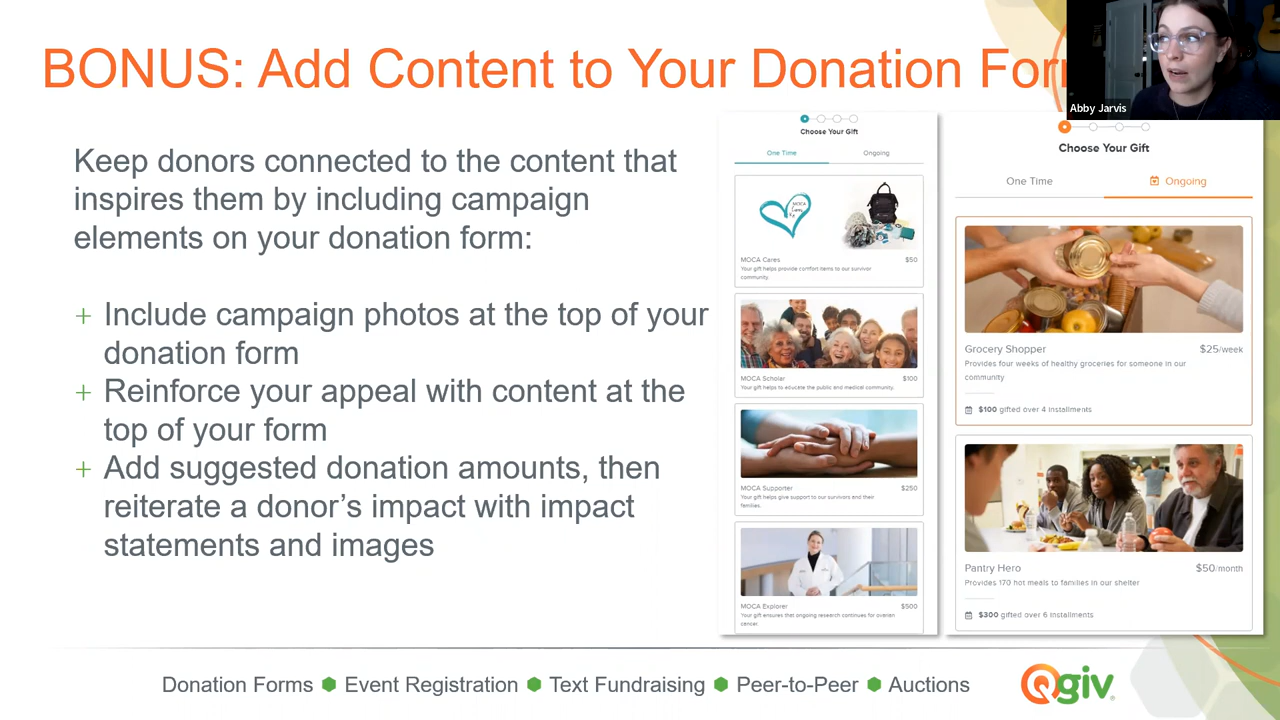 BONUS: Add Content to Your Donation For
Abby Jarvis
Keep donors connected to the content that
inspires them by including campaign
elements on your donation form:
+ Include campaign photos at the top of your
donation form
+ Reinforce your appeal with content at the
top of your form
+ Add suggested donation amounts, then
reiterate a donor's impact with impact
statements and images
Choose Your Gift
One Time Ongoing
MOCA Cares $50
Your gift helps provide comfort items to our survivor
community.
MOCA Scholar $100
Your gift helps to educate the public and medical community.
MOCA Supporter $250
Your gift helps give support to our survivors and their
families.
MOCA Explorer $500
Your gift ensures that ongoing research continues for ovarian
cancer.
Choose Your Gift
One Time Ongoing
Grocery Shopper $25/week
Provides four weeks of healthy groceries for someone in our
community
$100 gifted over 4 installments
Pantry Hero $50/month
Provides 170 hot meals to families in our shelter
$300 gifted over 6 installments
Donation Forms Event Registration Text Fundraising Peer-to-Peer Auctions
Qgiv